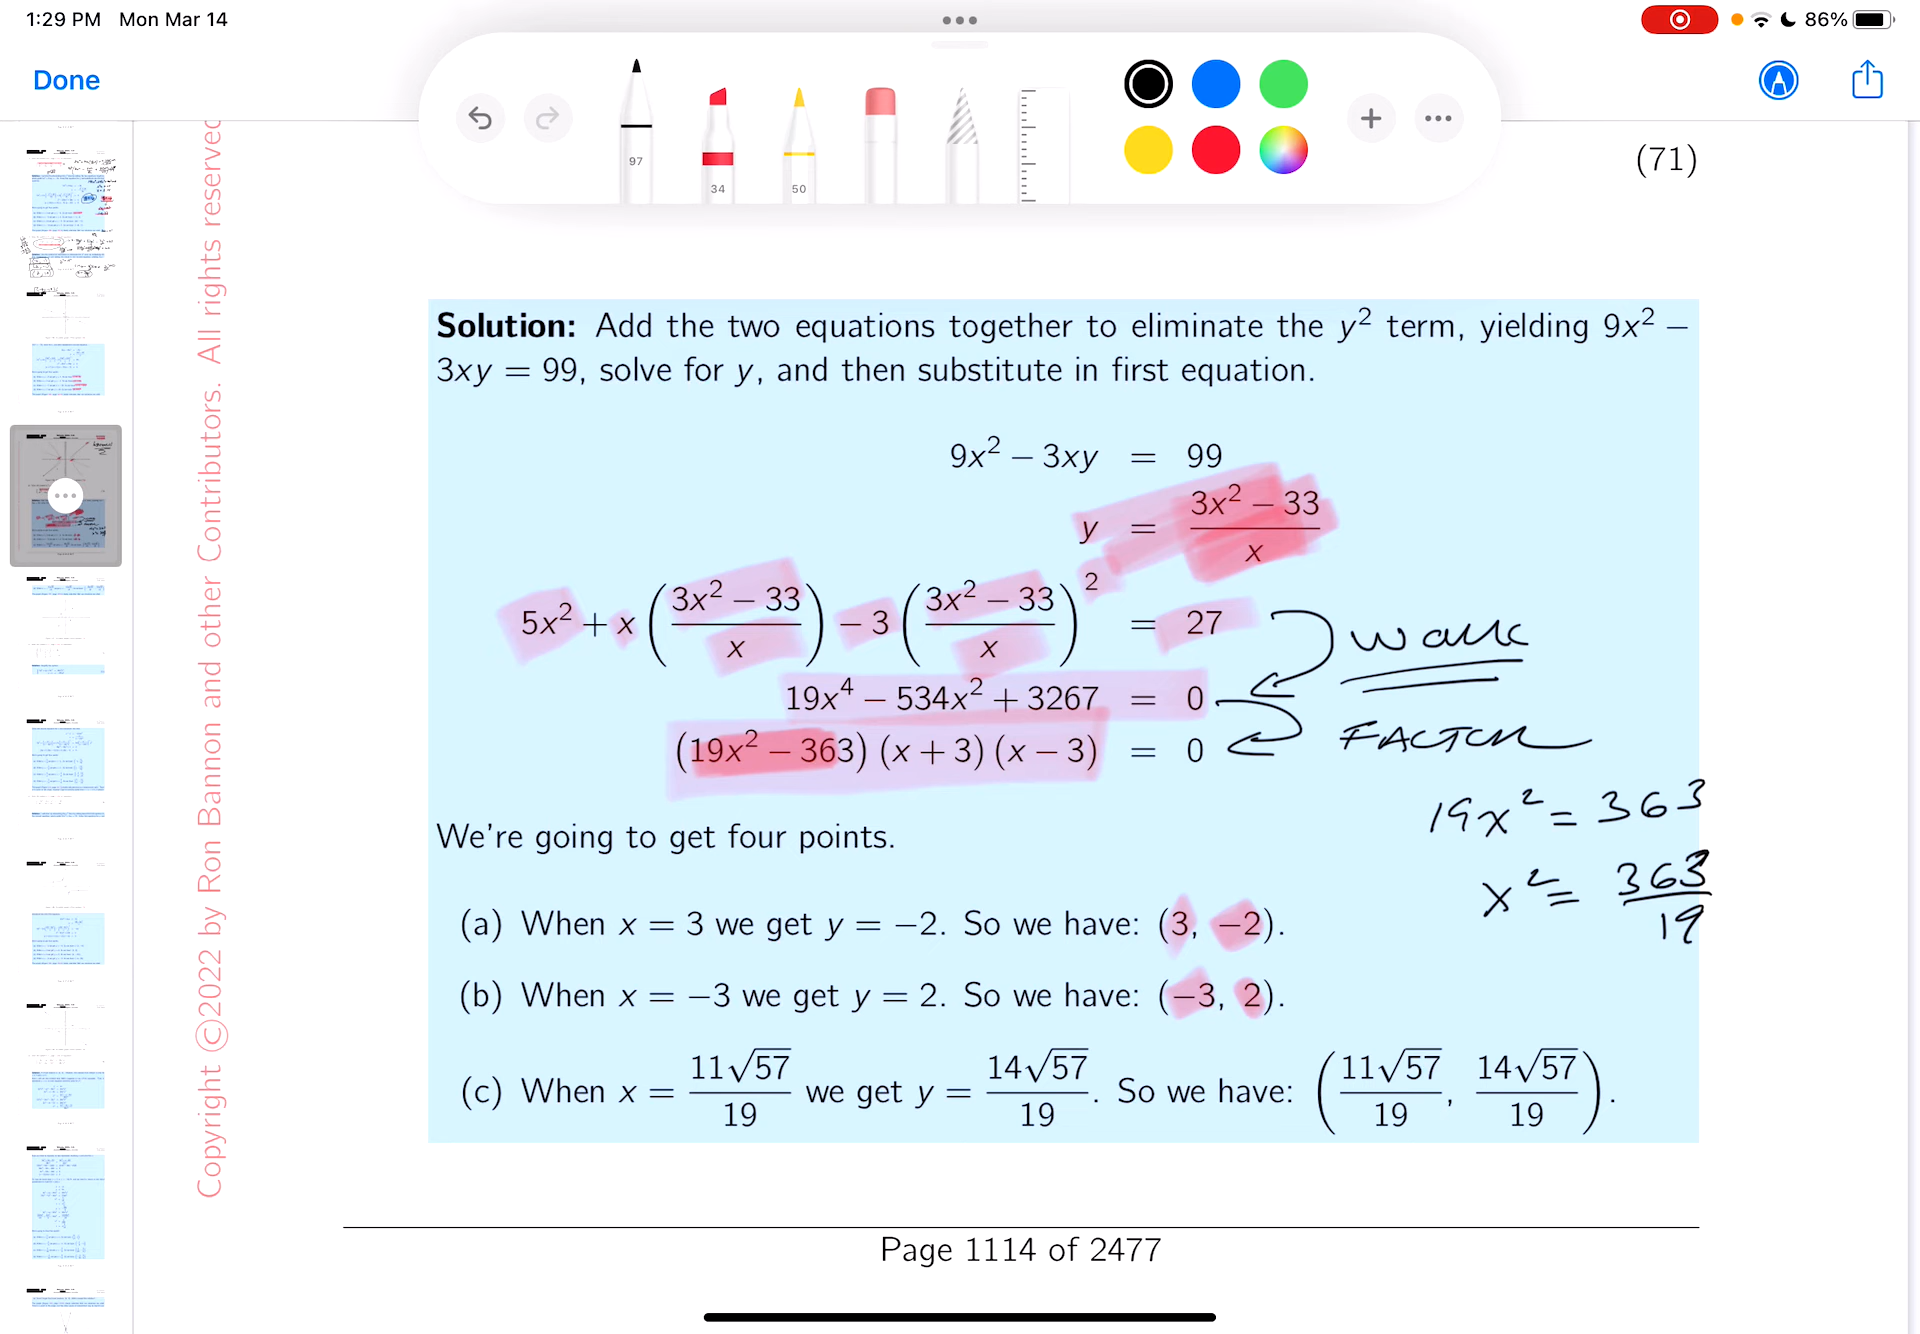 1:29 PM Mon Mar 14
86%
Done
97
34
50
(71)
Copyright ©2022 by Ron Bannon and other Contributors. All rights reserved
Solution: Add the two equations together to eliminate the y² term, yielding 9x² −
3xy = 99, solve for y, and then substitute in first equation.
9x² − 3xy = 99
y = (3x² − 33)/x
5x² + x((3x² − 33)/x) − 3((3x² − 33)/x)² = 27
WORK
19x⁴ − 534x² + 3267 = 0
(19x² − 363)(x + 3)(x − 3) = 0
FACTOR
19x² = 363
We're going to get four points.
x² = 363/19
(a) When x = 3 we get y = −2. So we have: (3, −2).
(b) When x = −3 we get y = 2. So we have: (−3, 2).
(c) When x = 11√57/19 we get y = 14√57/19. So we have: (11√57/19, 14√57/19).
Page 1114 of 2477